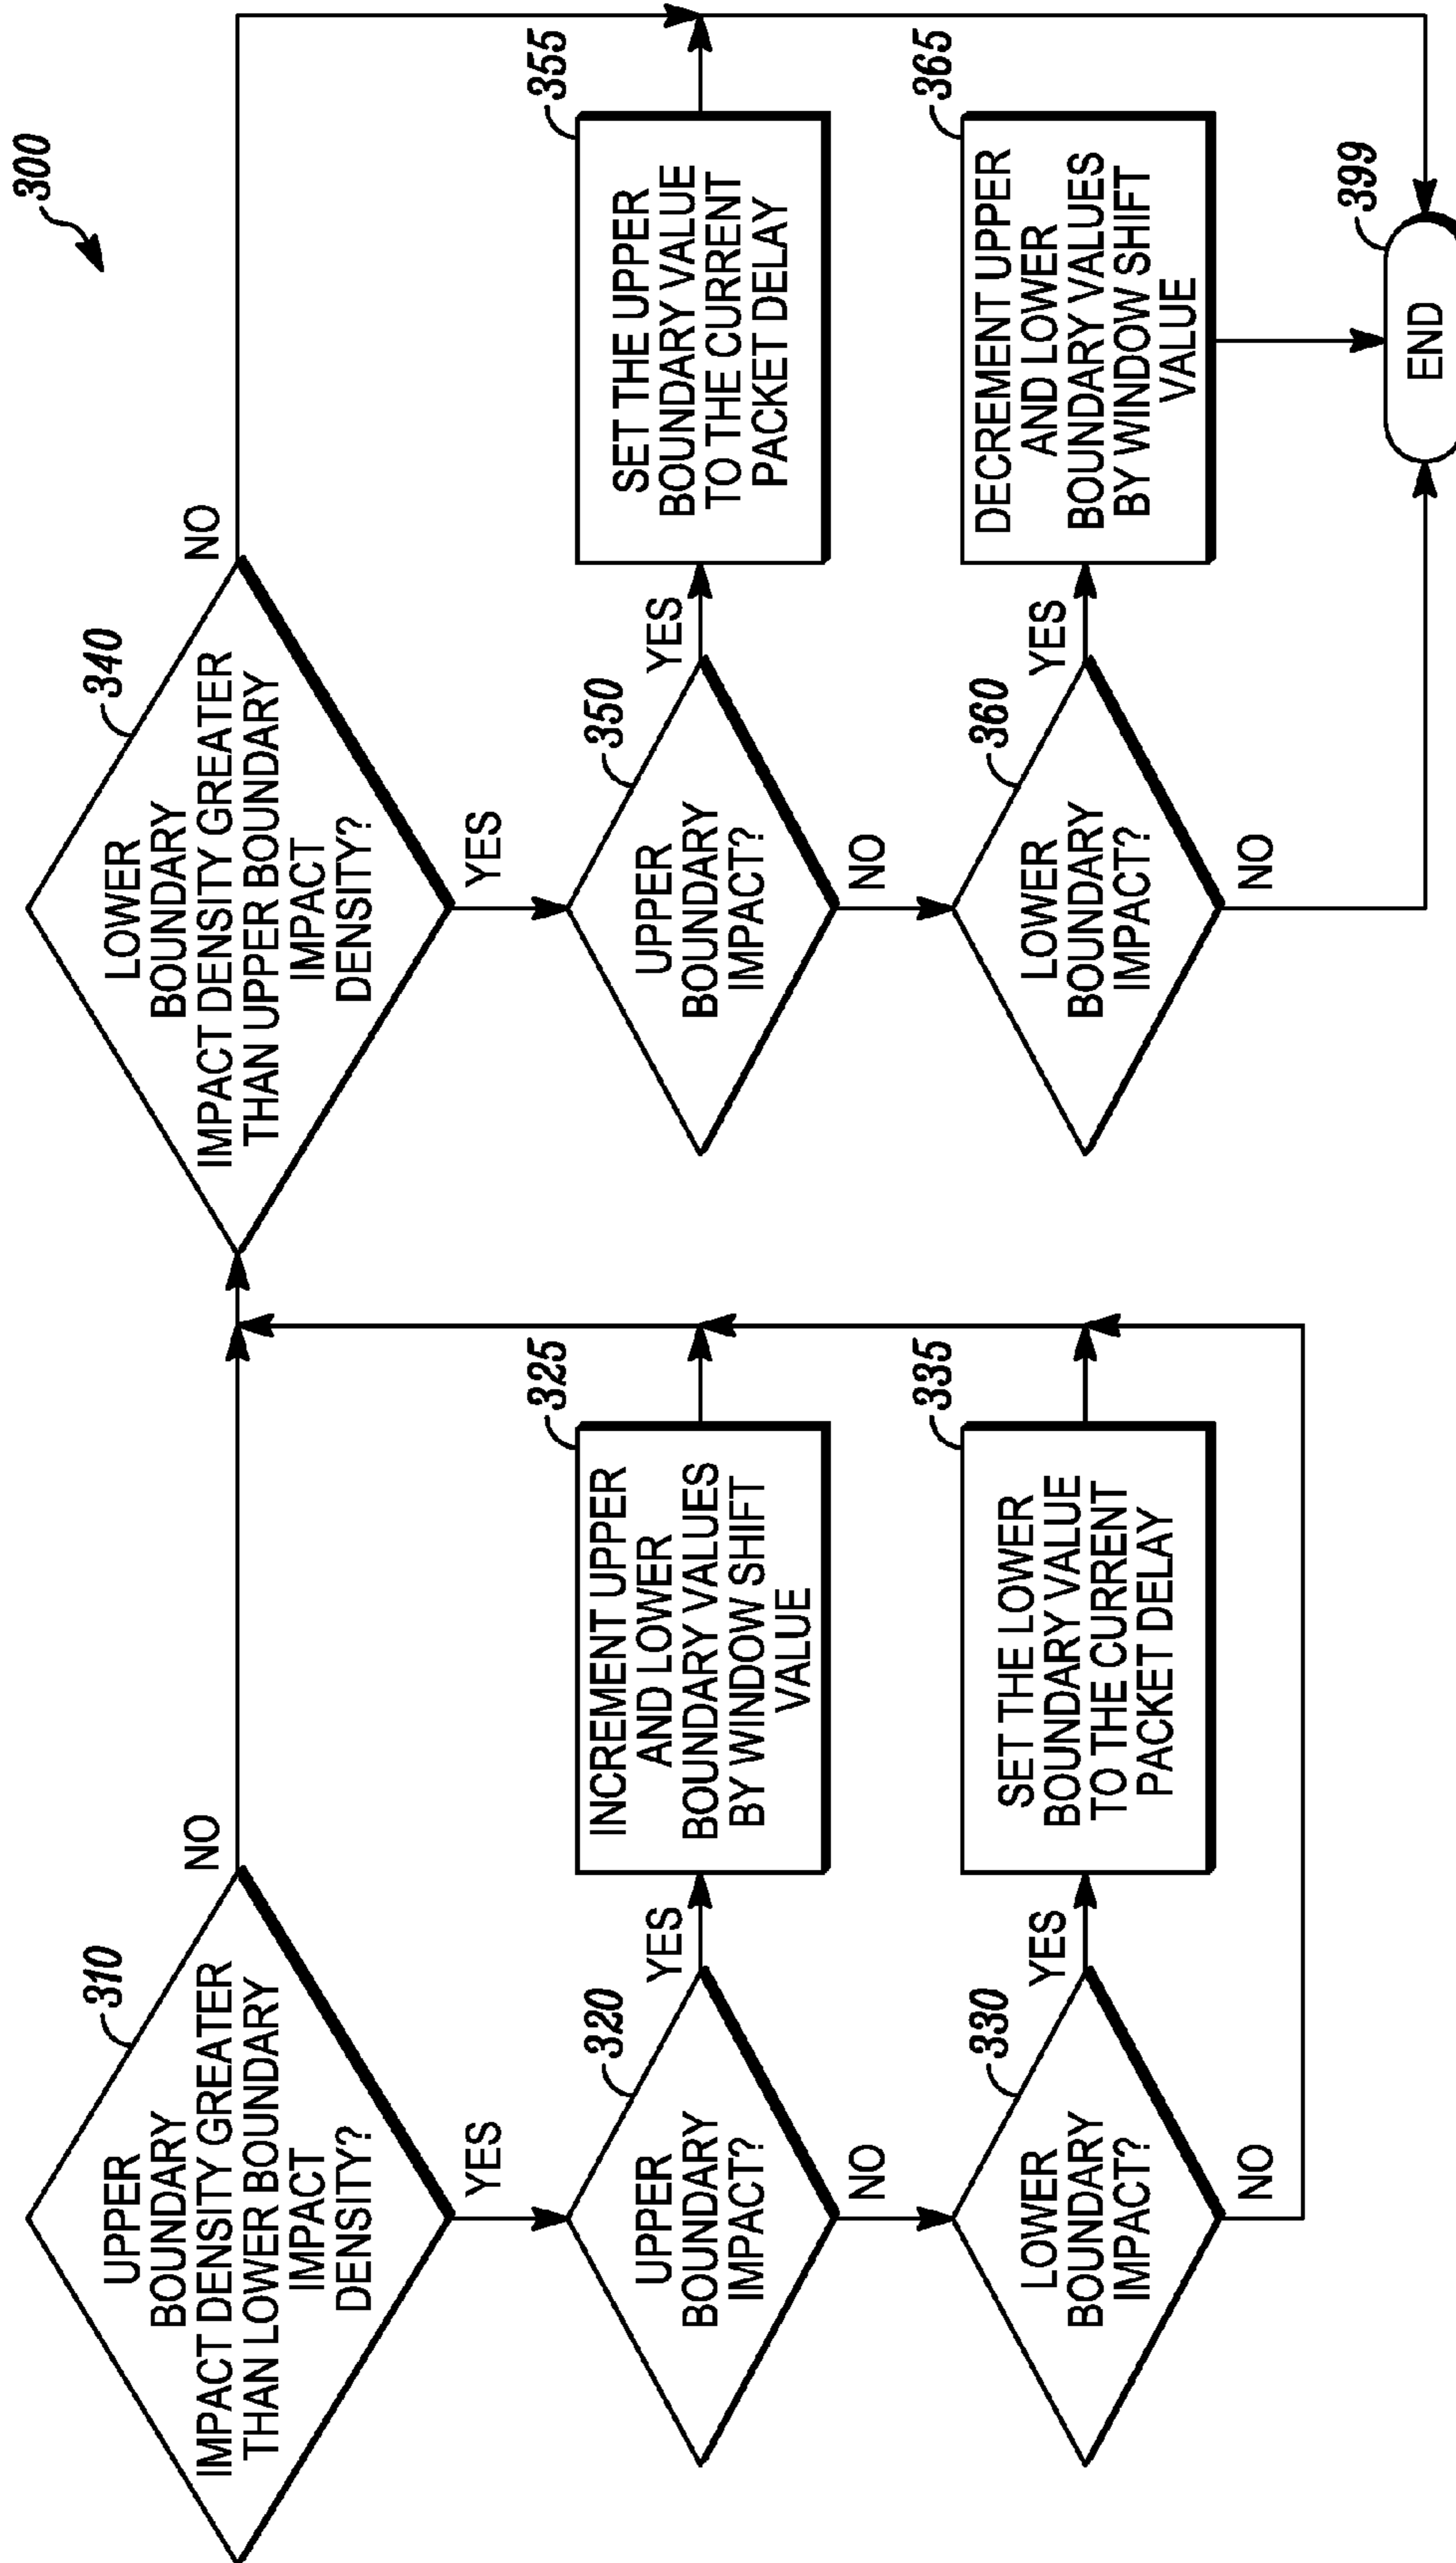 300
310
UPPER
BOUNDARY
IMPACT DENSITY GREATER
THAN LOWER BOUNDARY
IMPACT
DENSITY?
NO
YES
320
UPPER
BOUNDARY
IMPACT?
YES
NO
325
INCREMENT UPPER
AND LOWER
BOUNDARY VALUES
BY WINDOW SHIFT
VALUE
330
LOWER
BOUNDARY
IMPACT?
YES
NO
335
SET THE LOWER
BOUNDARY VALUE
TO THE CURRENT
PACKET DELAY
340
LOWER
BOUNDARY
IMPACT DENSITY GREATER
THAN UPPER BOUNDARY
IMPACT
DENSITY?
NO
YES
350
UPPER
BOUNDARY
IMPACT?
YES
NO
355
SET THE UPPER
BOUNDARY VALUE
TO THE CURRENT
PACKET DELAY
360
LOWER
BOUNDARY
IMPACT?
YES
NO
365
DECREMENT UPPER
AND LOWER
BOUNDARY VALUES
BY WINDOW SHIFT
VALUE
399
END